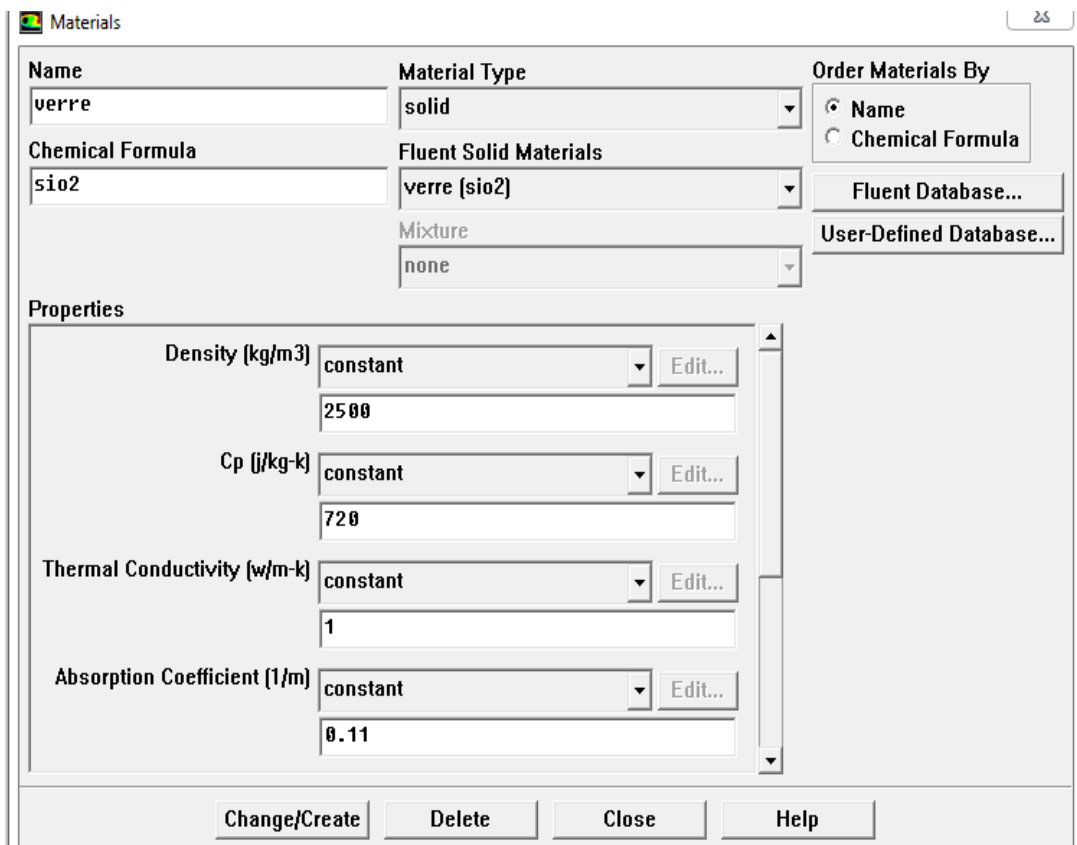 Materials
Name
verre
Material Type
solid
Order Materials By
Name
Chemical Formula
Chemical Formula
sio2
Fluent Solid Materials
verre (sio2)
Fluent Database...
User-Defined Database...
Mixture
none
Properties
Density (kg/m3)
constant
Edit...
2500
Cp (j/kg-k)
constant
Edit...
720
Thermal Conductivity (w/m-k)
constant
Edit...
1
Absorption Coefficient (1/m)
constant
Edit...
0.11
Change/Create
Delete
Close
Help